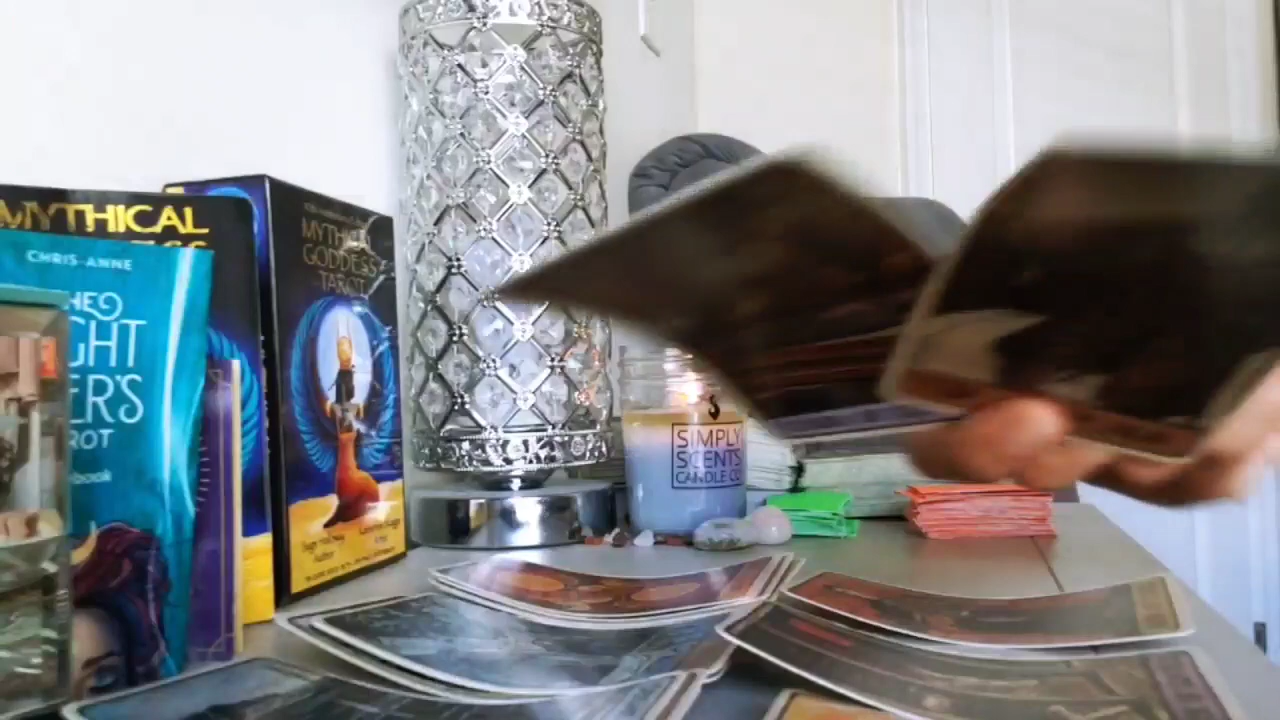 MYTHICAL
CHRIS-ANNE
THE
GHT
ER'S
ROT
book
MYTHICAL
GODDESS
TAROT
SIMPLY
SCENTS
CANDLE CO